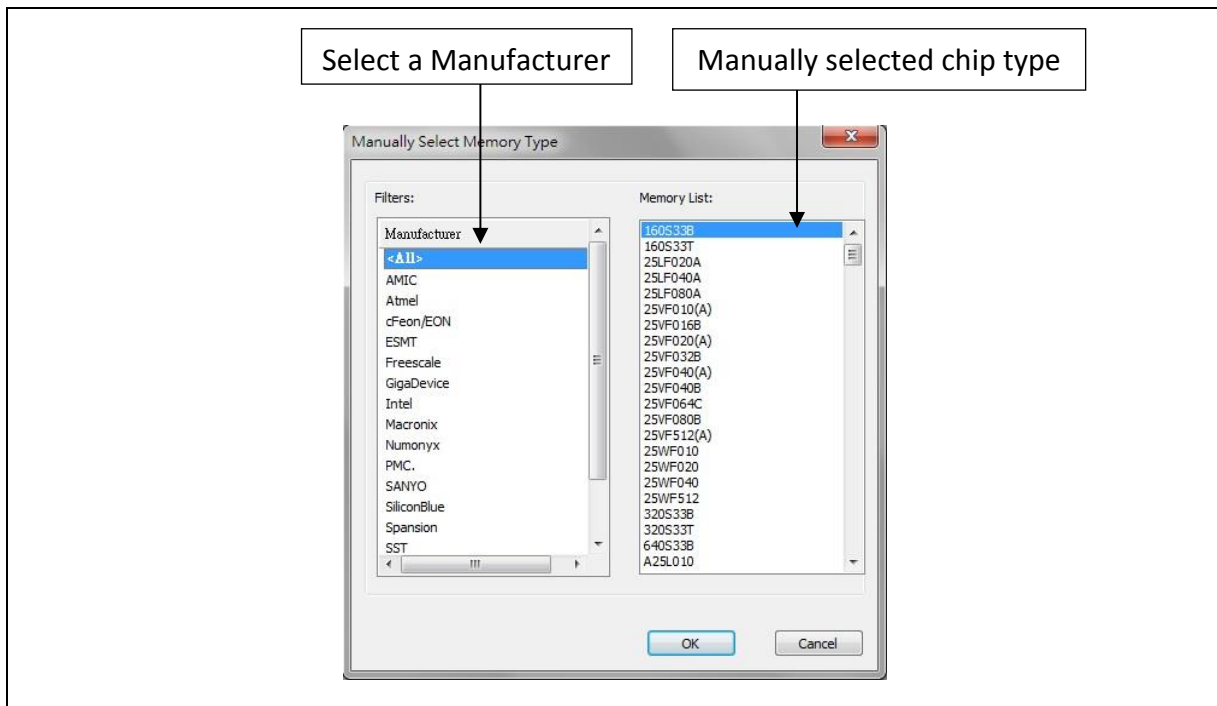 Select a Manufacturer
Manually selected chip type
Manually Select Memory Type
Filters:
Manufacturer
<All>
AMIC
Atmel
cFeon/EON
ESMT
Freescale
GigaDevice
Intel
Macronix
Numonyx
PMC.
SANYO
SiliconBlue
Spansion
SST
Memory List:
160S33B
160S33T
25LF020A
25LF040A
25LF080A
25VF010(A)
25VF016B
25VF020(A)
25VF032B
25VF040(A)
25VF040B
25VF064C
25VF080B
25VF512(A)
25WF010
25WF020
25WF040
25WF512
320S33B
320S33T
640S33B
A25L010
OK
Cancel